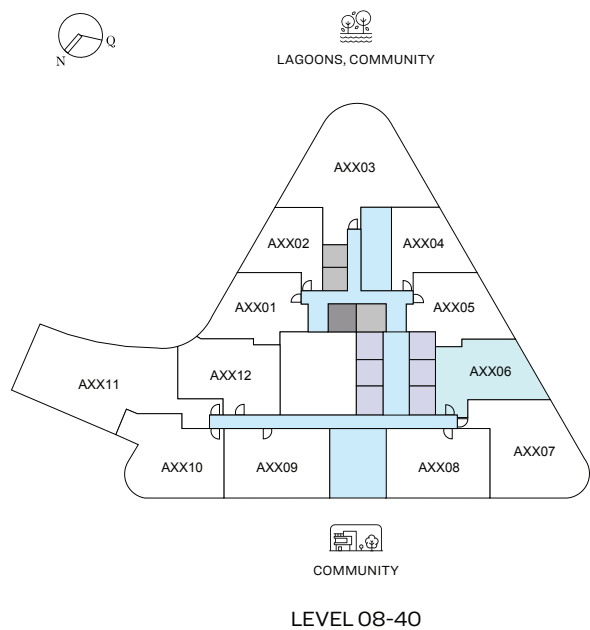 N
Q
LAGOONS, COMMUNITY
AXX03
AXX02
AXX04
AXX01
AXX05
AXX06
AXX12
AXX11
AXX07
AXX10
AXX09
AXX08
COMMUNITY
LEVEL 08-40